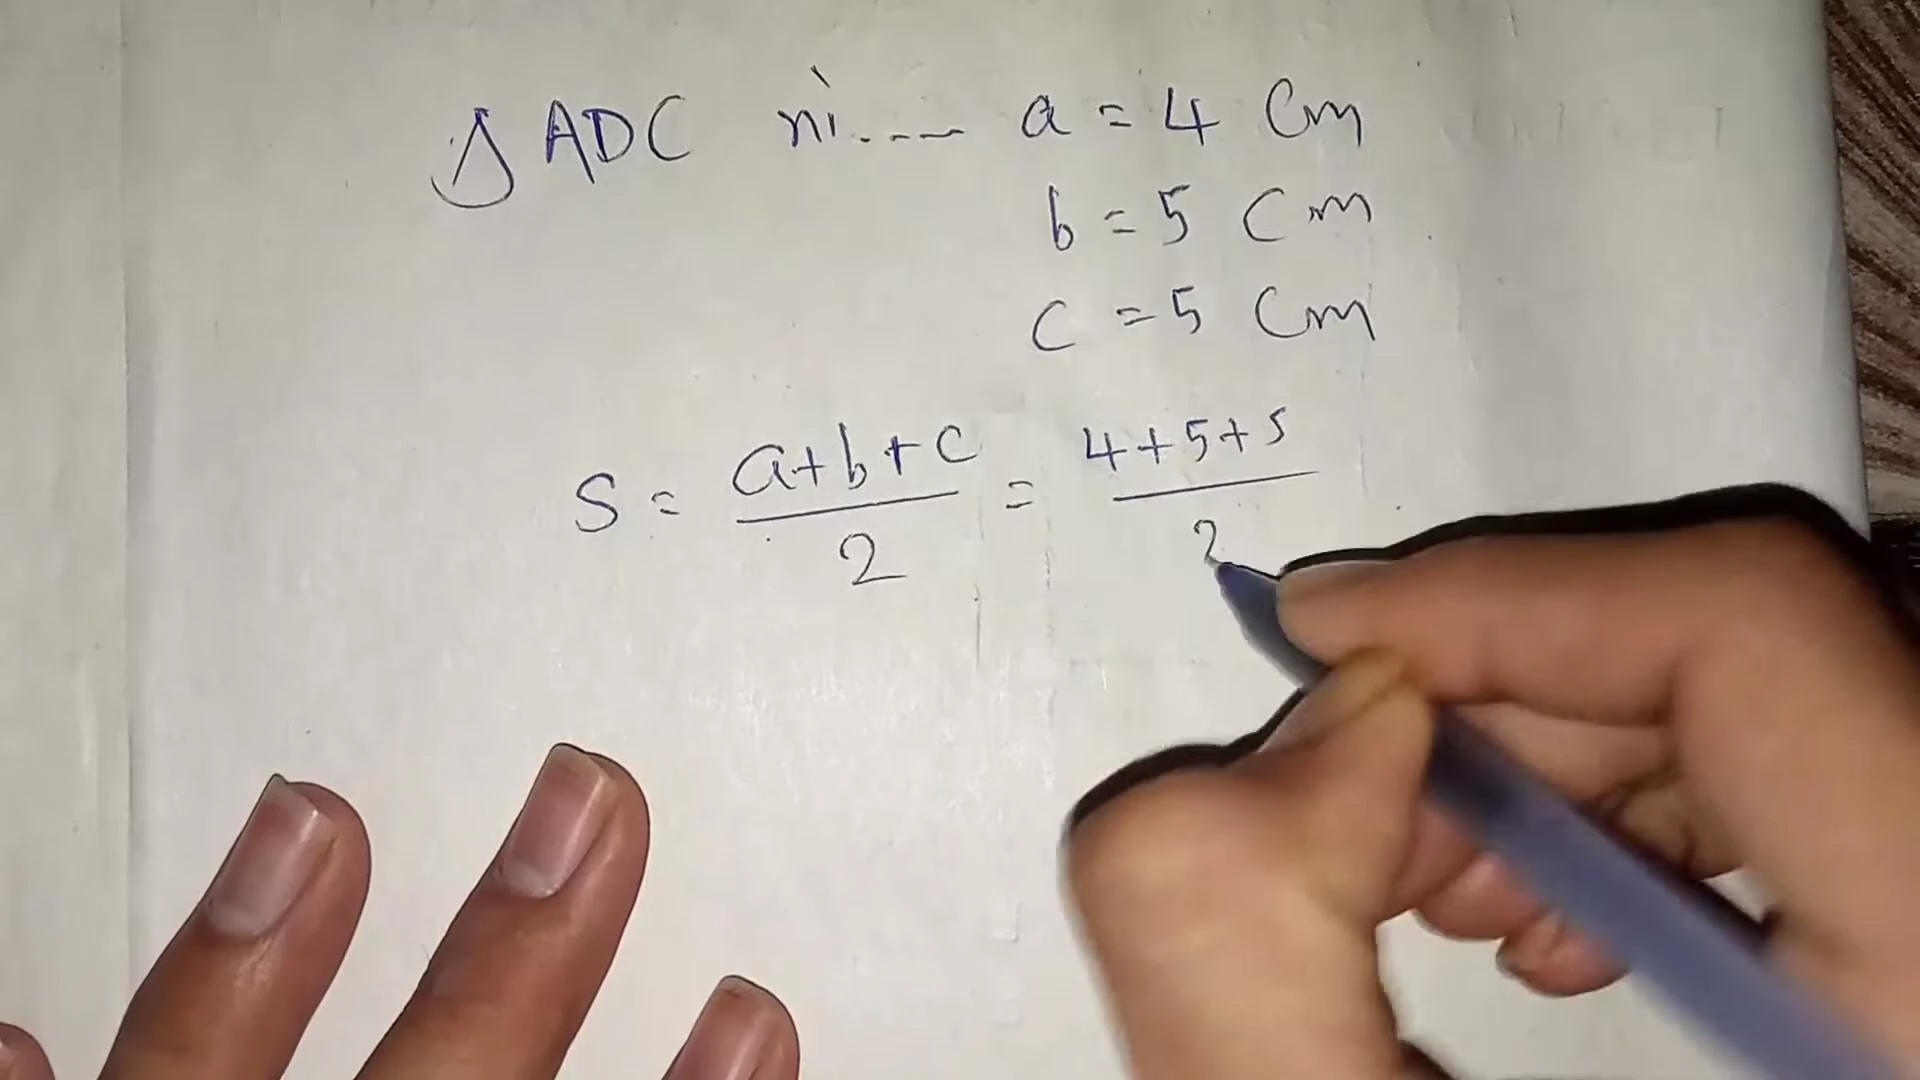 Δ ADC ni.--- a = 4 Cm
b = 5 Cm
C = 5 Cm
S = a+b+c/2 = 4+5+5/2